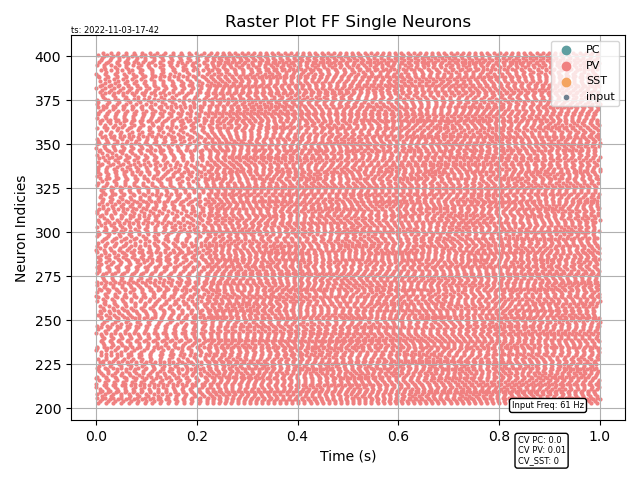 Raster Plot FF Single Neurons
ts: 2022-11-03-17-42
PC
PV
SST
input
400
375
350
325
300
275
250
225
200
Neuron Indicies
Input Freq: 61 Hz
0.0 0.2 0.4 0.6 0.8 1.0
Time (s)
CV PC: 0.0
CV PV: 0.01
CV_SST: 0